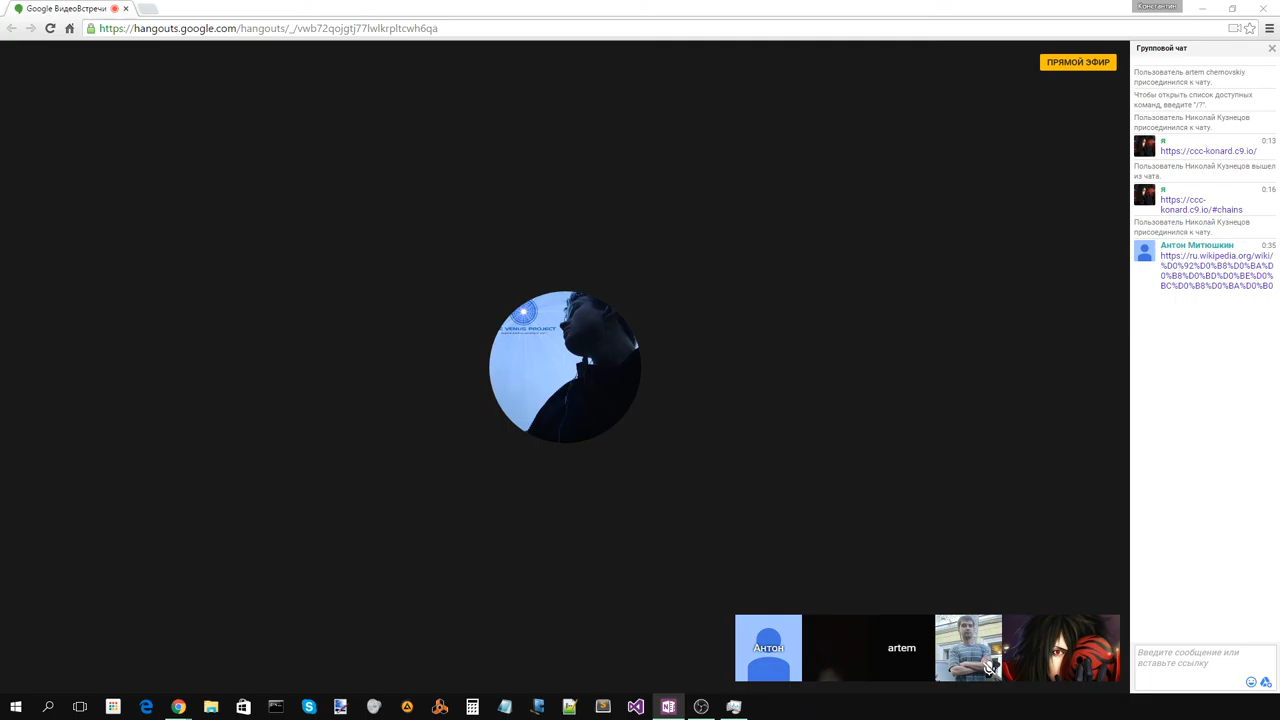 Google ВидеоВстречи
Константин
https://hangouts.google.com/hangouts/_/vwb72qojgtj77lwlkrpltcwh6qa
Групповой чат
ПРЯМОЙ ЭФИР
Пользователь artem chernovskiy
присоединился к чату.
Чтобы открыть список доступных
команд, введите "/?".
Пользователь Николай Кузнецов
присоединился к чату.
я 0:13
https://ccc-konard.c9.io/
Пользователь Николай Кузнецов вышел
из чата.
я 0:16
https://ccc-
konard.c9.io/#chains
Пользователь Николай Кузнецов
присоединился к чату.
Антон Митюшкин 0:35
https://ru.wikipedia.org/wiki/
%D0%92%D0%B8%D0%BA%D
0%B8%D0%BD%D0%BE%D0%
BC%D0%B8%D0%BA%D0%B0
VENUS PROJECT
Антон
artem
Введите сообщение или
вставьте ссылку